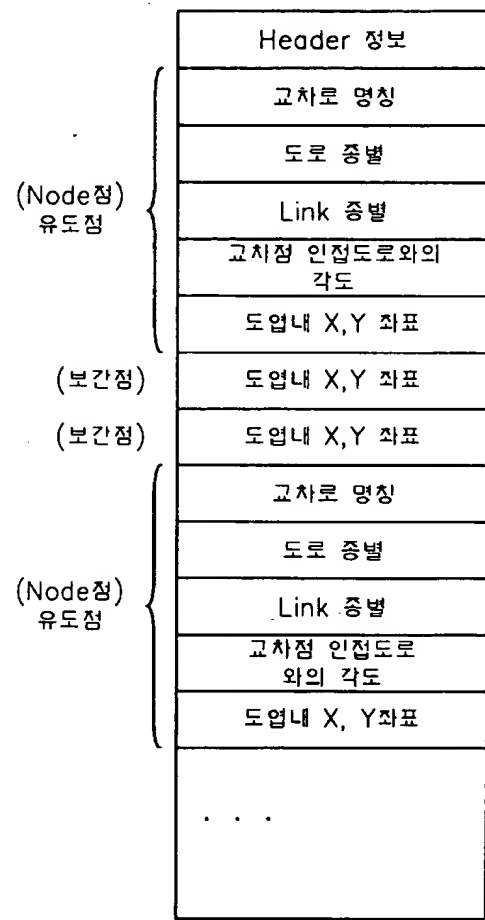 Header 정보
교차로 명칭
도로 종별
(Node점)
유도점
Link 종별
교차점 인접도로와의
각도
도엽내 X,Y 좌표
(보간점)
도엽내 X,Y 좌표
(보간점)
도엽내 X,Y 좌표
교차로 명칭
도로 종별
(Node점)
유도점
Link 종별
교차점 인접도로
와의 각도
도엽내 X, Y좌표
. . .